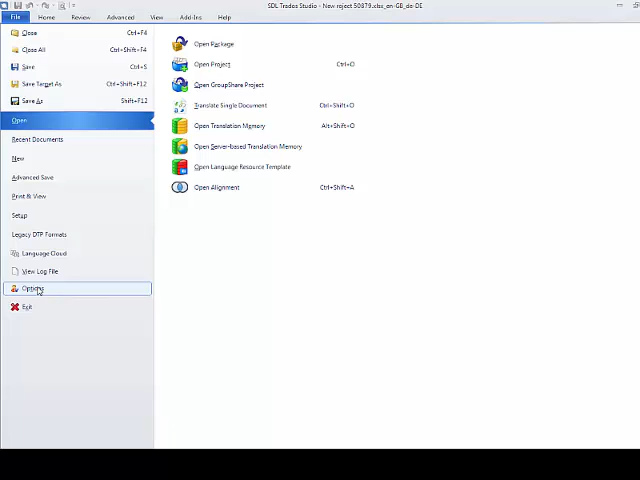 SDL Trados Studio - New roject 50879.xlsx_en-GB_de-DE
File Home Review Advanced View Add-Ins Help
Close Ctrl+F4
Close All Ctrl+Shift+F4
Save Ctrl+S
Save Target As Ctrl+Shift+F12
Save As Shift+F12
Open
Recent Documents
New
Advanced Save
Print & View
Setup
Legacy DTP Formats
Language Cloud
View Log File
Options
Exit
Open Package
Open Project Ctrl+O
Open GroupShare Project
Translate Single Document Ctrl+Shift+O
Open Translation Memory Alt+Shift+O
Open Server-based Translation Memory
Open Language Resource Template
Open Alignment Ctrl+Shift+A